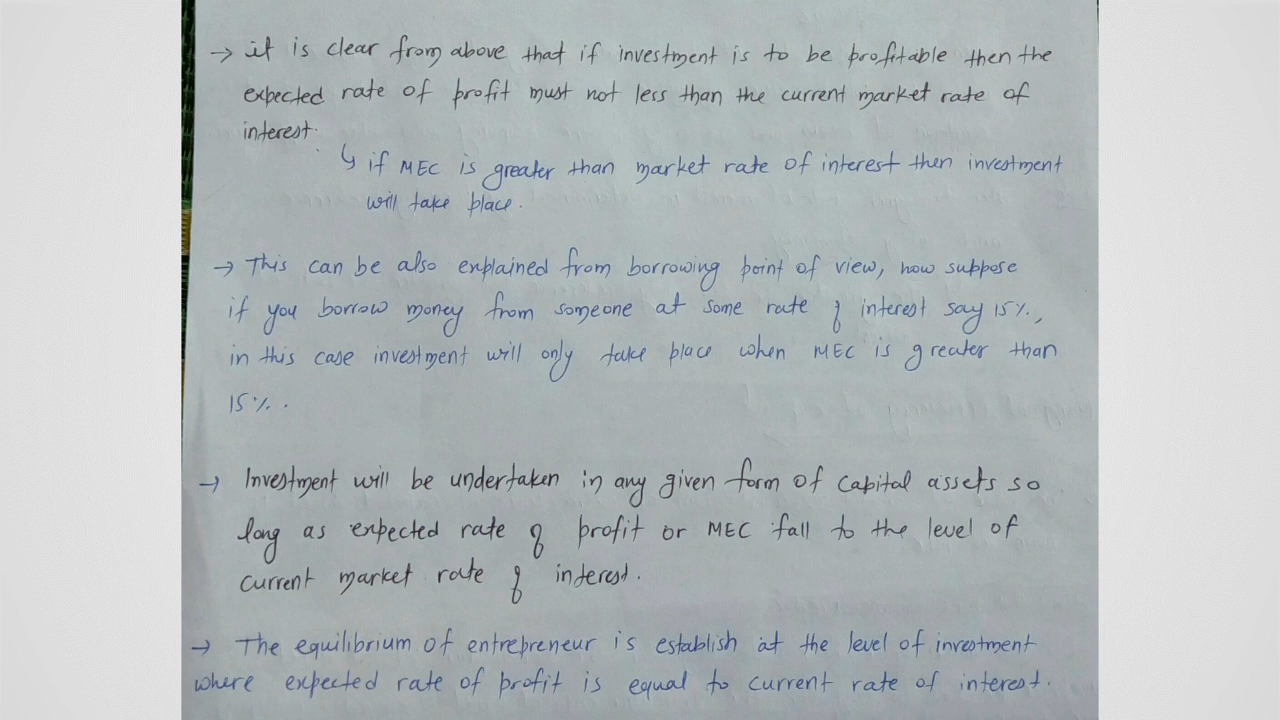 → it is clear from above that if investment is to be profitable then the
expected rate of profit must not less than the current market rate of
interest.
↳ if MEC is greater than market rate of interest then investment
will take place.
→ This can be also explained from borrowing point of view, now suppose
if you borrow money from someone at some rate of interest say 15%.,
in this case investment will only take place when MEC is greater than
15%.
→ Investment will be undertaken in any given form of capital assets so
long as expected rate of profit or MEC fall to the level of
current market rate of interest.
→ The equilibrium of entrepreneur is establish at the level of investment
where expected rate of profit is equal to current rate of interest.